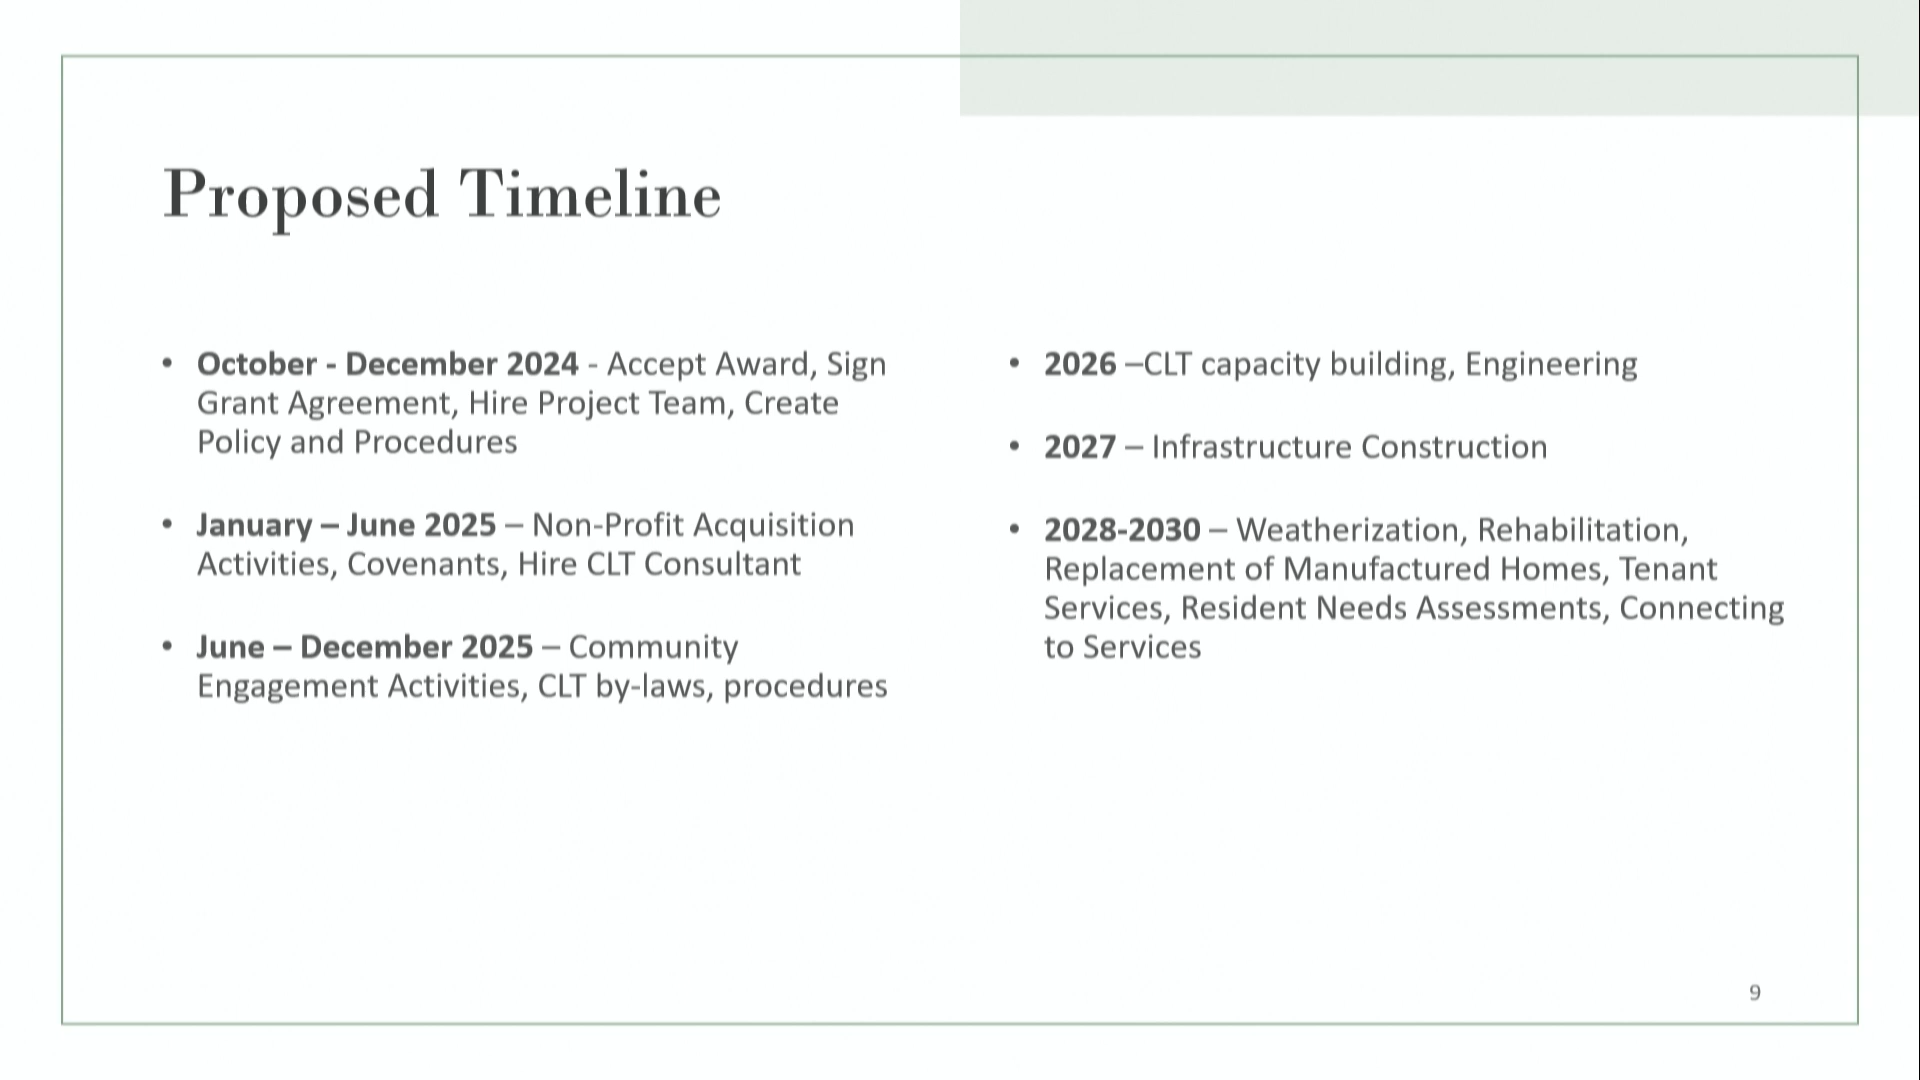 Proposed Timeline
• October - December 2024 - Accept Award, Sign
Grant Agreement, Hire Project Team, Create
Policy and Procedures
• January – June 2025 – Non-Profit Acquisition
Activities, Covenants, Hire CLT Consultant
• June – December 2025 – Community
Engagement Activities, CLT by-laws, procedures
• 2026 –CLT capacity building, Engineering
• 2027 – Infrastructure Construction
• 2028-2030 – Weatherization, Rehabilitation,
Replacement of Manufactured Homes, Tenant
Services, Resident Needs Assessments, Connecting
to Services
9